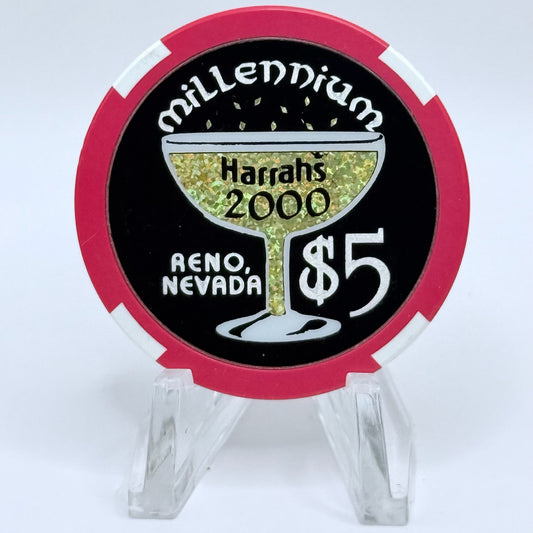 millennium
Harrah's
2000
RENO,
NEVADA
$5